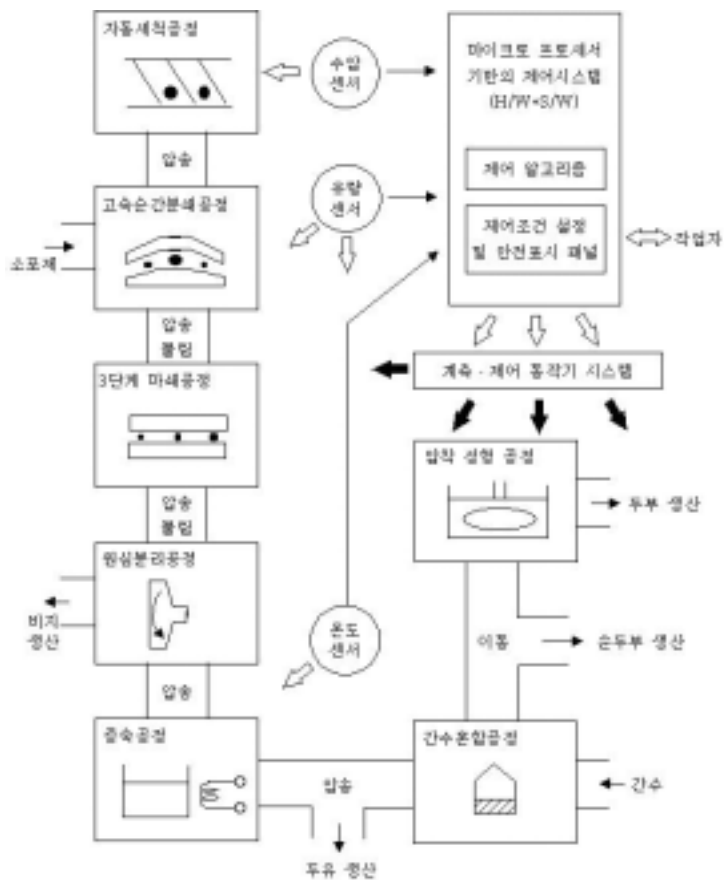 자동세척공정
수압
센서
마이크로 프로세서
기반의 제어시스템
(H/W+S/W)
압송
제어 알고리즘
고속순간분쇄공정
유량
센서
제어조건 설정
및 안전표시 패널
작업자
소포제
압송
불림
계측 - 제어 동작기 시스템
3단계 마쇄공정
압착 성형 공정
두부 생산
압송
불림
원심분리공정
비지
생산
온도
센서
이동
순두부 생산
압송
증숙공정
간수혼합공정
압송
간수
두유 생산